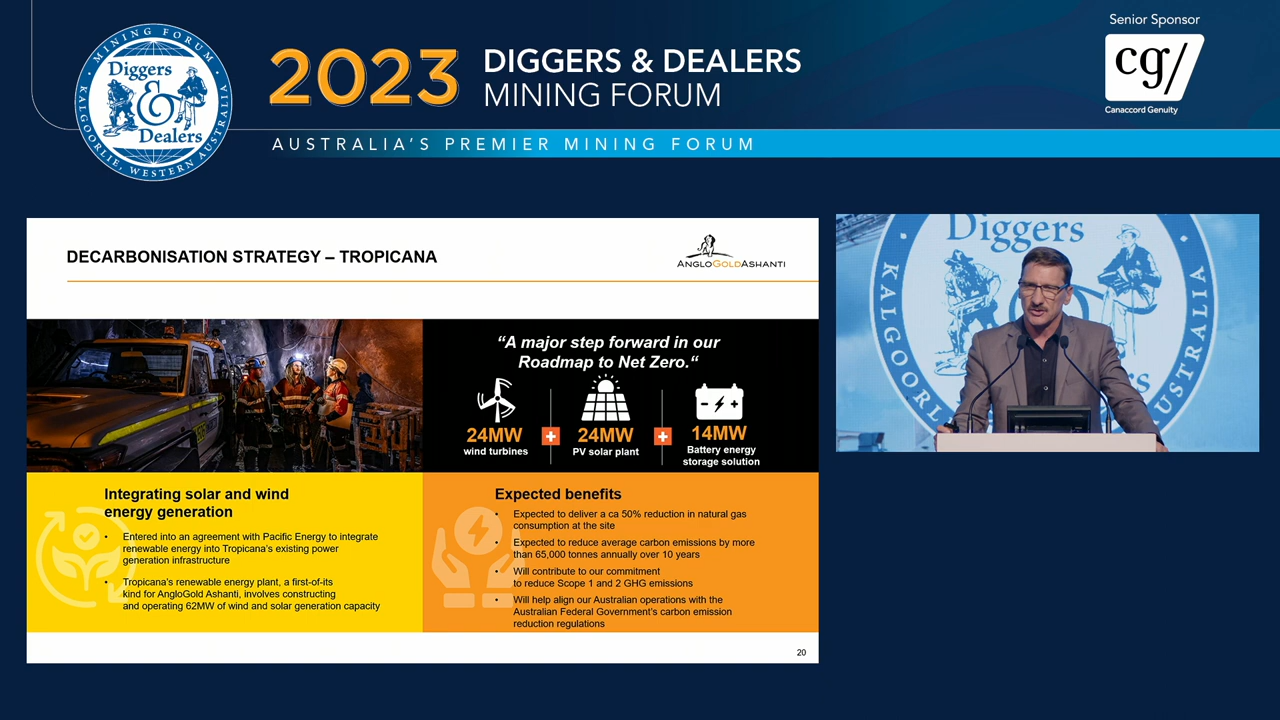 MINING FORUM
Diggers
&
Dealers
KALGOORLIE, WESTERN AUSTRALIA
2023
DIGGERS & DEALERS
MINING FORUM
AUSTRALIA'S PREMIER MINING FORUM
Senior Sponsor
cg/
Canaccord Genuity
DECARBONISATION STRATEGY – TROPICANA
ANGLOGOLDASHANTI
“A major step forward in our
Roadmap to Net Zero.“
24MW
wind turbines
24MW
PV solar plant
14MW
Battery energy
storage solution
Integrating solar and wind
energy generation
• Entered into an agreement with Pacific Energy to integrate
renewable energy into Tropicana’s existing power
generation infrastructure
• Tropicana’s renewable energy plant, a first-of-its
kind for AngloGold Ashanti, involves constructing
and operating 62MW of wind and solar generation capacity
Expected benefits
• Expected to deliver a ca 50% reduction in natural gas
consumption at the site
• Expected to reduce average carbon emissions by more
than 65,000 tonnes annually over 10 years
• Will contribute to our commitment
to reduce Scope 1 and 2 GHG emissions
• Will help align our Australian operations with the
Australian Federal Government’s carbon emission
reduction regulations
20
Diggers
KALGOORL
AUSTRALIA